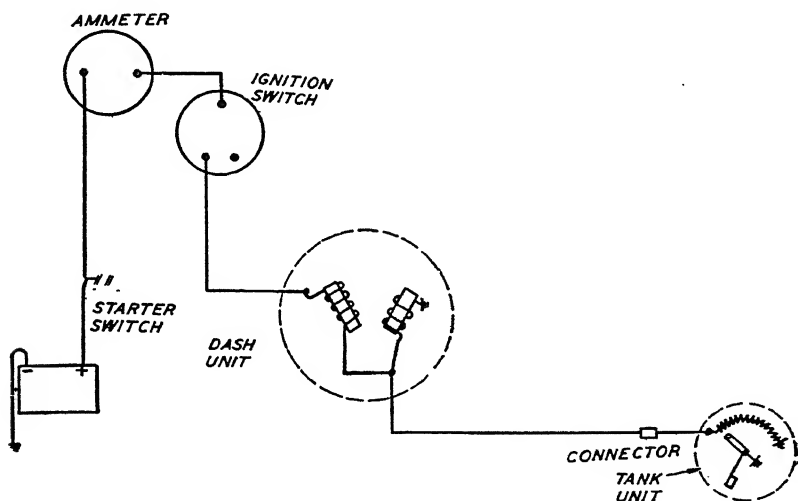 AMMETER
IGNITION
SWITCH
STARTER
SWITCH
DASH
UNIT
- +
CONNECTOR
TANK
UNIT